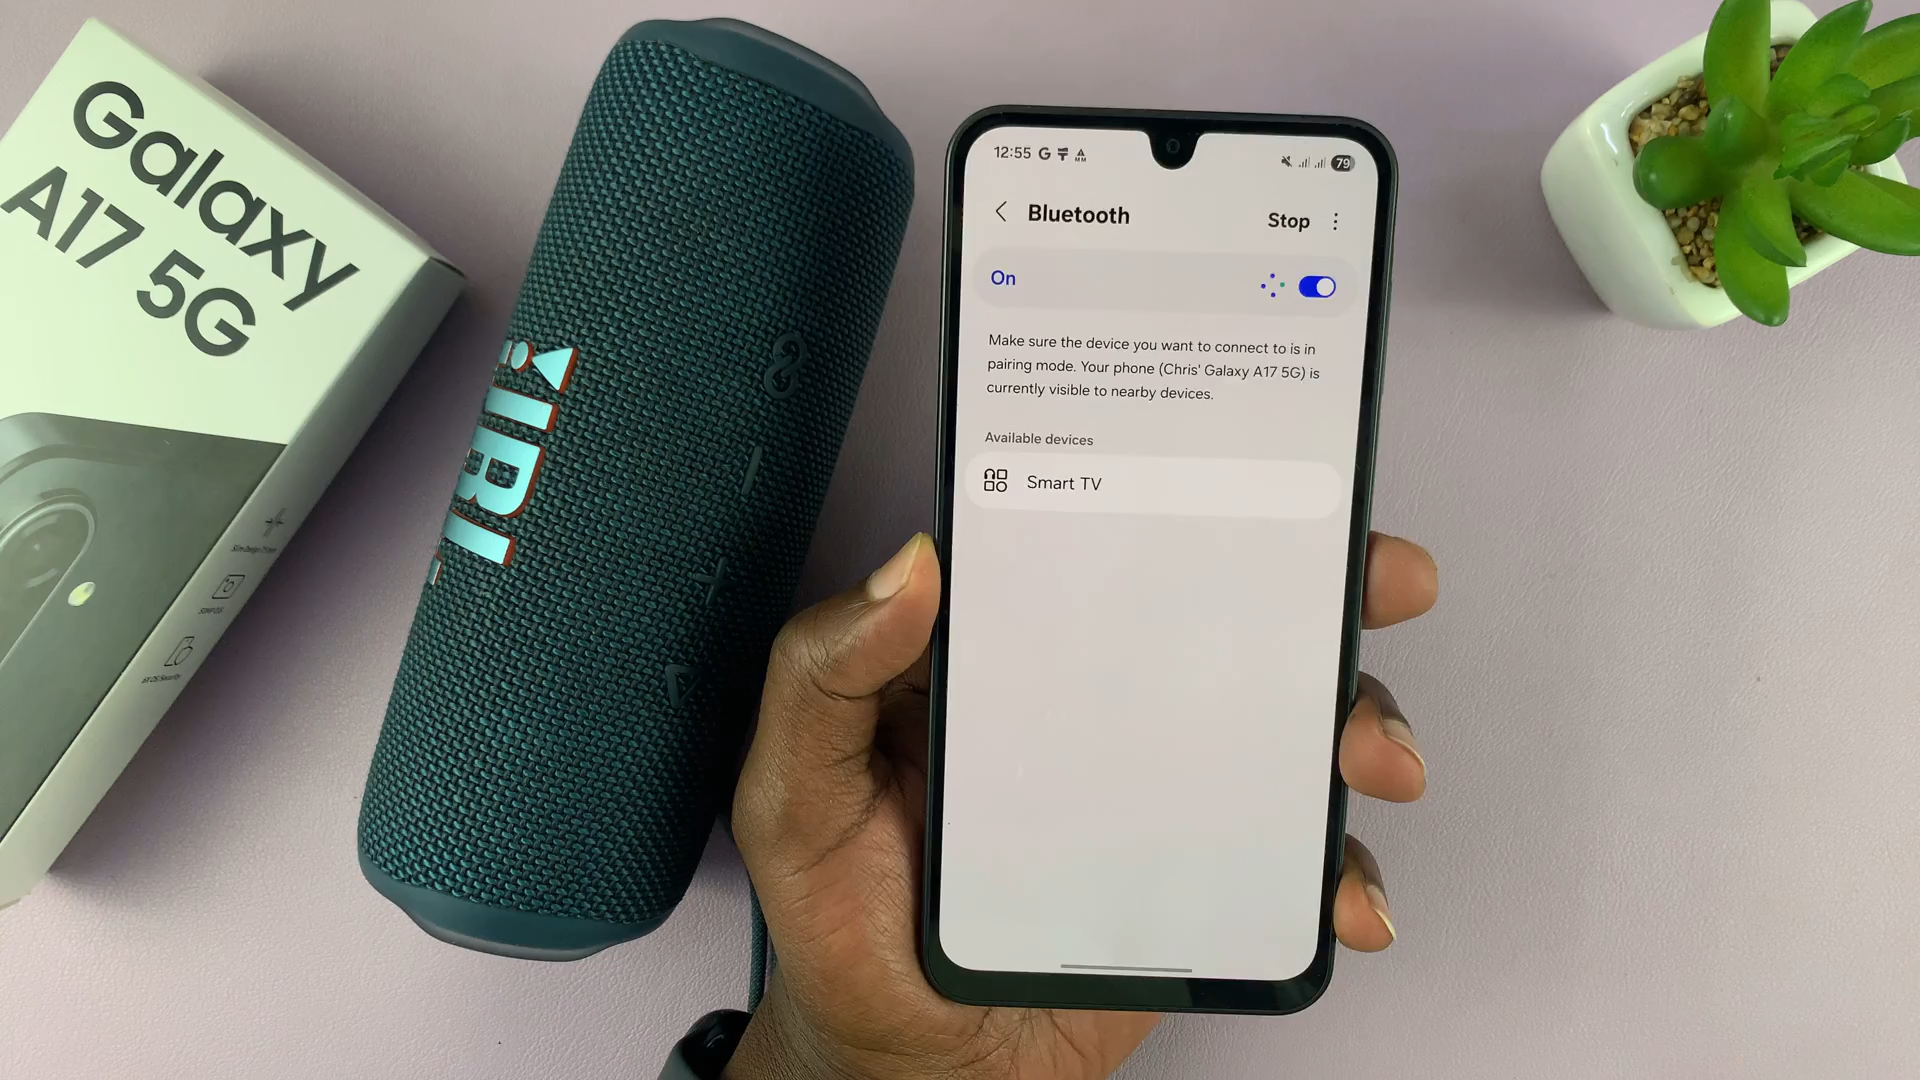 Galaxy
A17 5G
JBL
12:55
79
Bluetooth
Stop
On
Make sure the device you want to connect to is in
pairing mode. Your phone (Chris' Galaxy A17 5G) is
currently visible to nearby devices.
Available devices
Smart TV